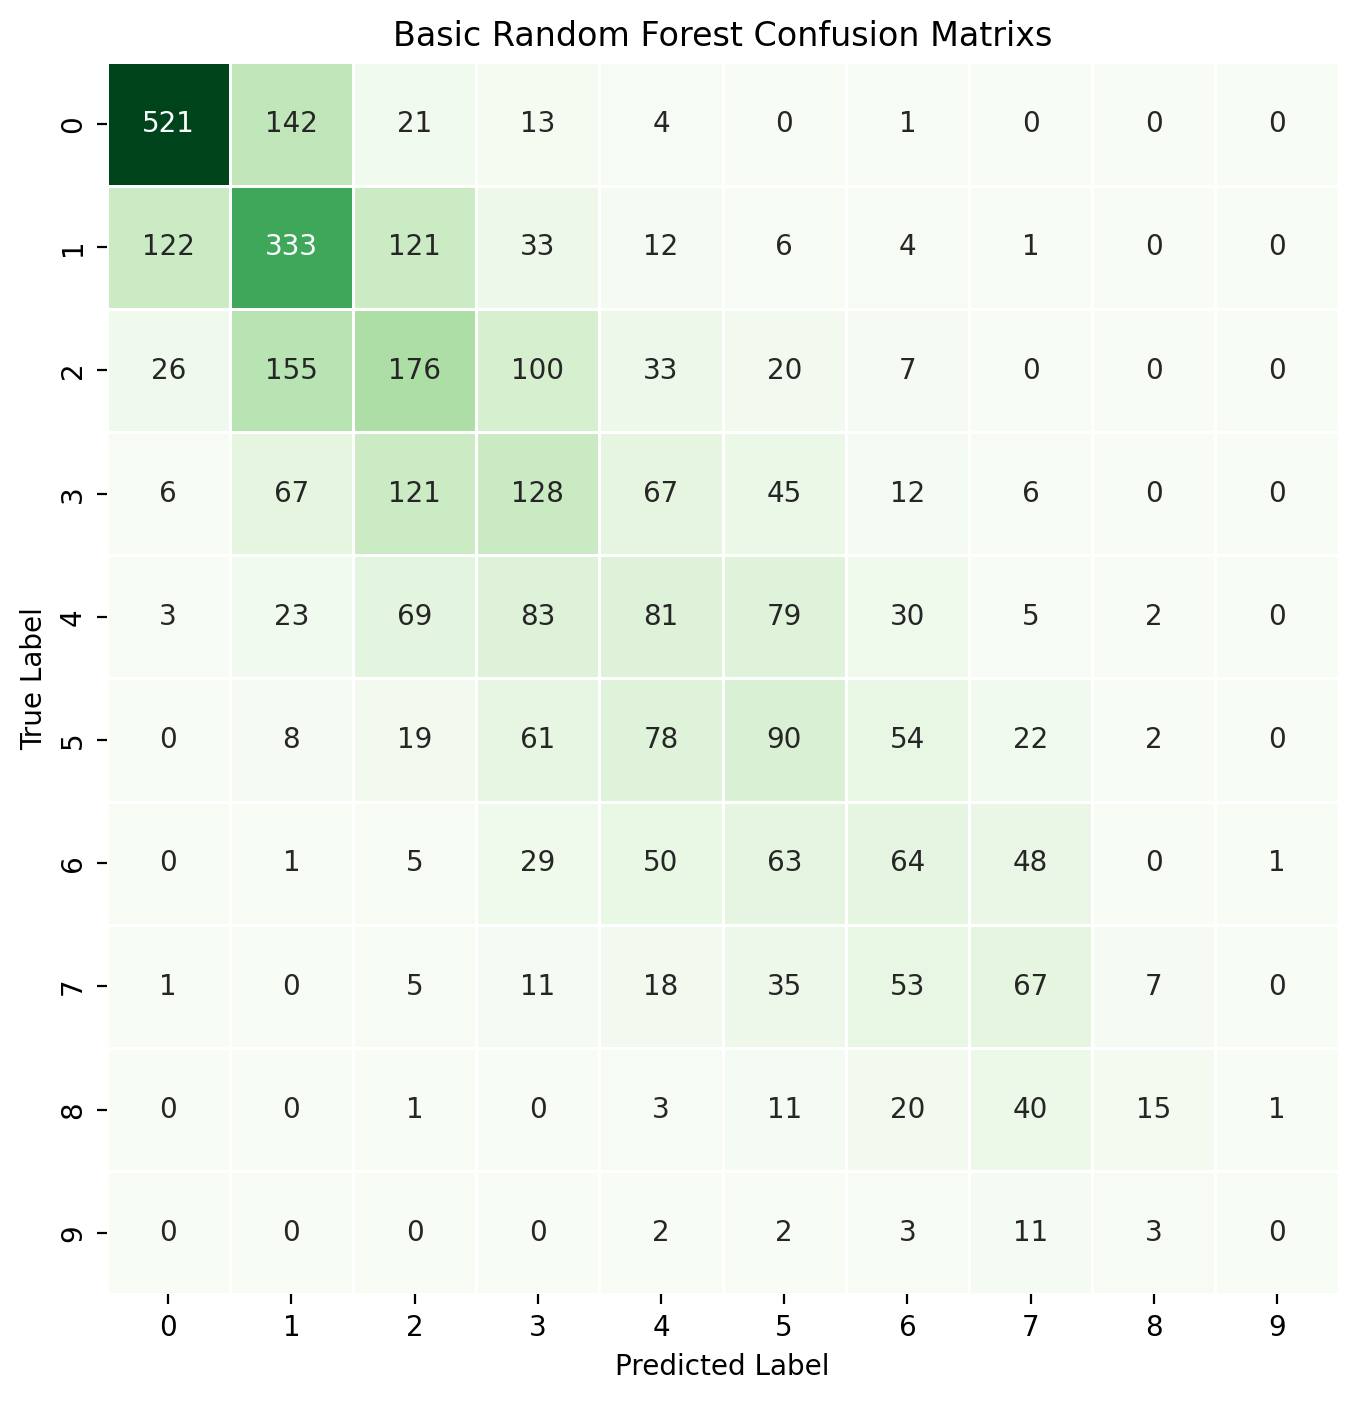 Basic Random Forest Confusion Matrixs
0 521 142 21 13 4 0 1 0 0 0
1 122 333 121 33 12 6 4 1 0 0
2 26 155 176 100 33 20 7 0 0 0
3 6 67 121 128 67 45 12 6 0 0
4 3 23 69 83 81 79 30 5 2 0
5 0 8 19 61 78 90 54 22 2 0
6 0 1 5 29 50 63 64 48 0 1
7 1 0 5 11 18 35 53 67 7 0
8 0 0 1 0 3 11 20 40 15 1
9 0 0 0 0 2 2 3 11 3 0
True Label
0 1 2 3 4 5 6 7 8 9
Predicted Label